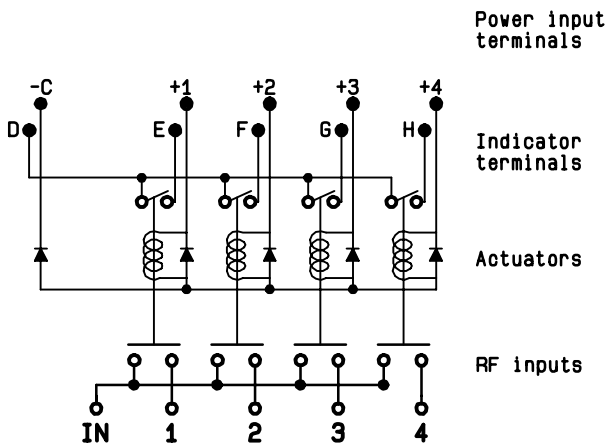 Power input
terminals
-C +1 +2 +3 +4
D E F G H
Indicator
terminals
Actuators
RF inputs
IN 1 2 3 4